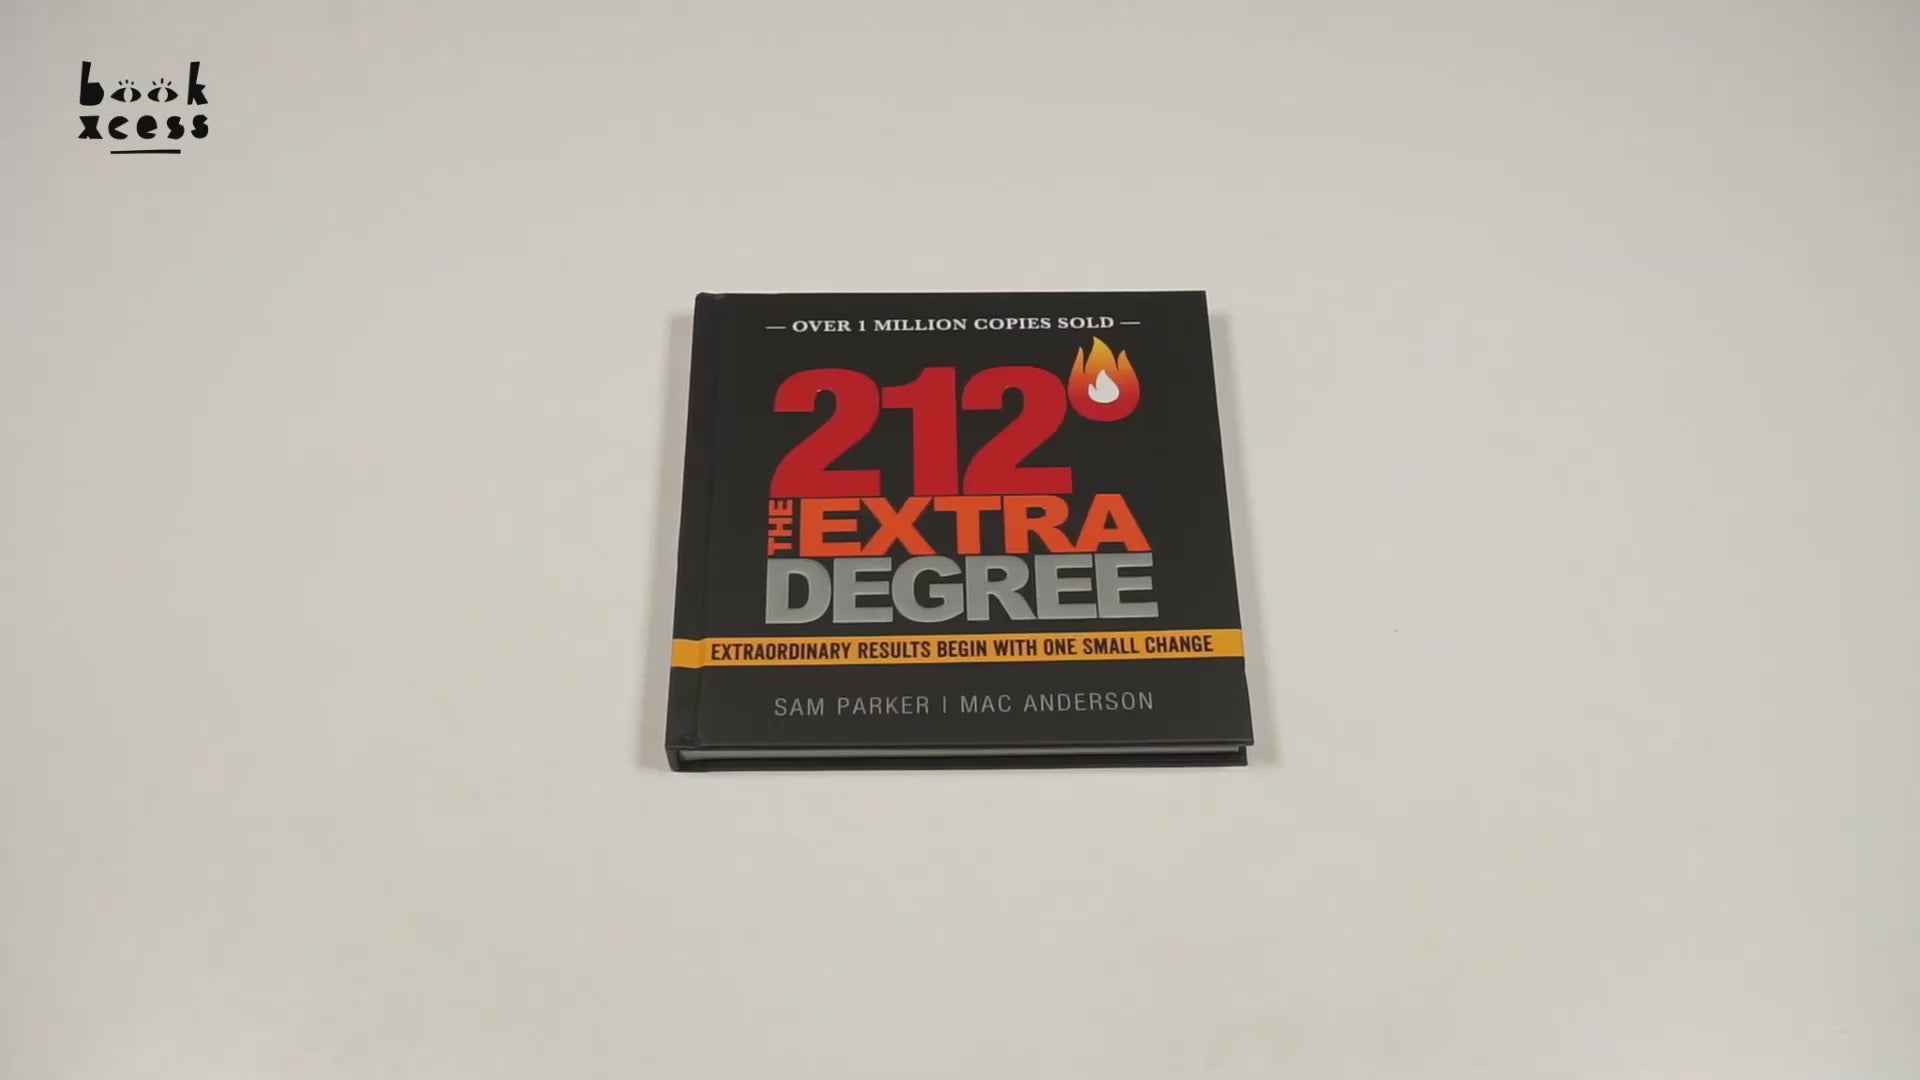 book
xcess
— OVER 1 MILLION COPIES SOLD —
212°
THE EXTRA
DEGREE
EXTRAORDINARY RESULTS BEGIN WITH ONE SMALL CHANGE
SAM PARKER | MAC ANDERSON